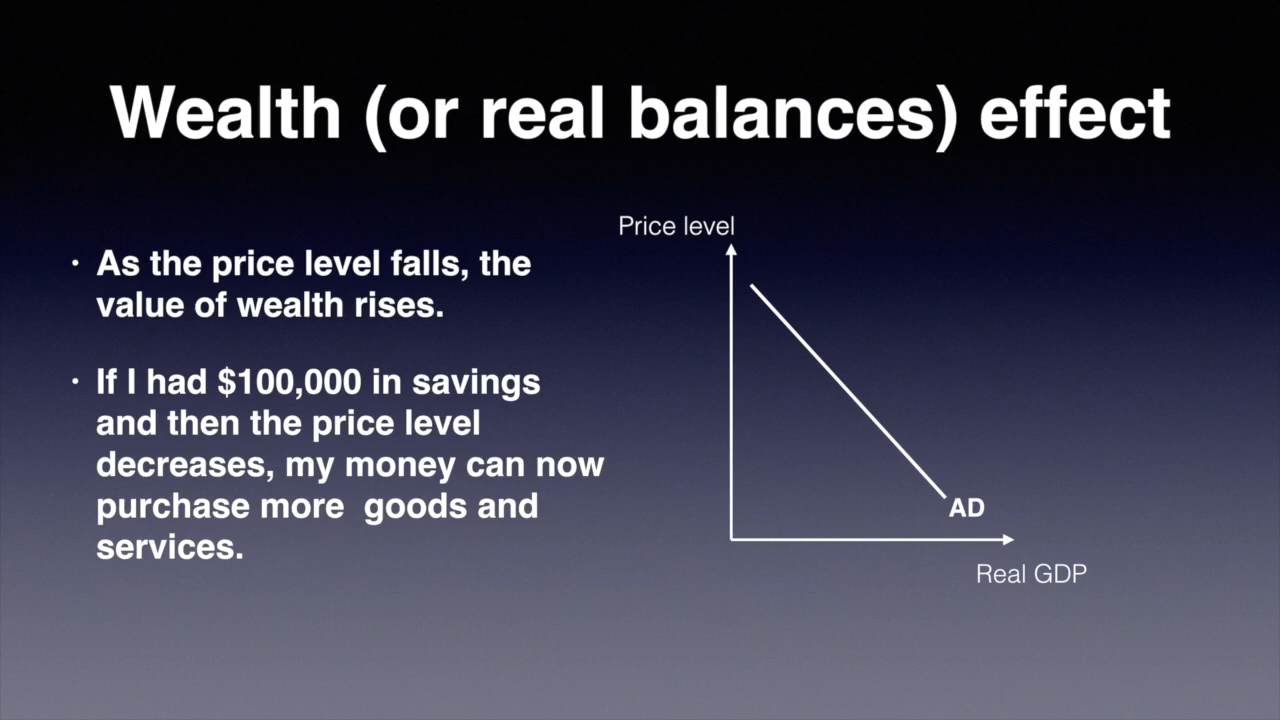 Wealth (or real balances) effect
• As the price level falls, the
value of wealth rises.
• If I had $100,000 in savings
and then the price level
decreases, my money can now
purchase more  goods and
services.
Price level
AD
Real GDP